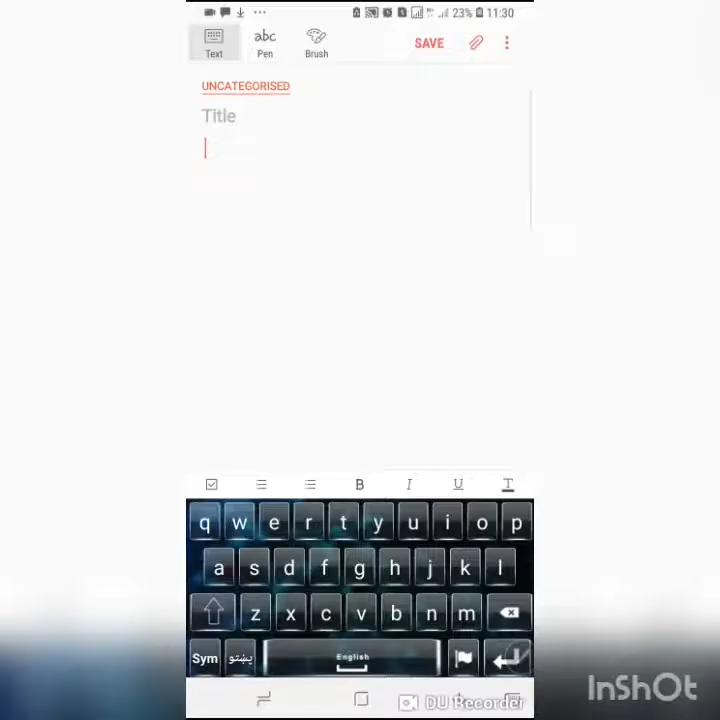 23% 11:30
Text
abc
Pen
Brush
SAVE
UNCATEGORISED
Title
B I U T
q w e r t y u i o p
a s d f g h j k l
z x c v b n m
Sym پښتو English
DU Recorder
InShOt